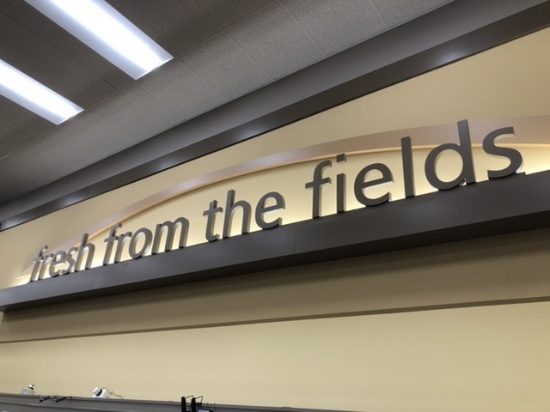 fresh from the fields